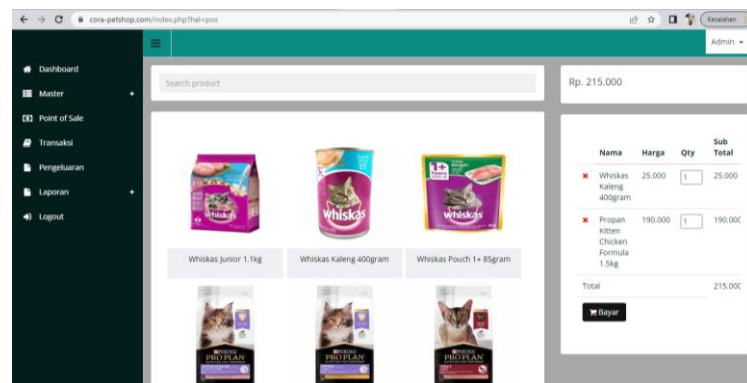 cora-petshop.com/index.php?hal=pos
Kesalahan
Admin
Dashboard
Master +
Point of Sale
Transaksi
Pengeluaran
Laporan +
Logout
Search product
whiskas
whiskas
1+
whiskas
Whiskas Junior 1.1kg
Whiskas Kaleng 400gram
Whiskas Pouch 1+ 85gram
PURINA
PRO PLAN
PURINA
PRO PLAN
PURINA
PRO PLAN
Rp. 215.000
Nama Harga Qty Sub
Total
Whiskas 25.000 1 25.000
Kaleng
400gram
Propan 190.000 1 190.000
Kitten
Chicken
Formula
1.5kg
Total 215.000
Bayar